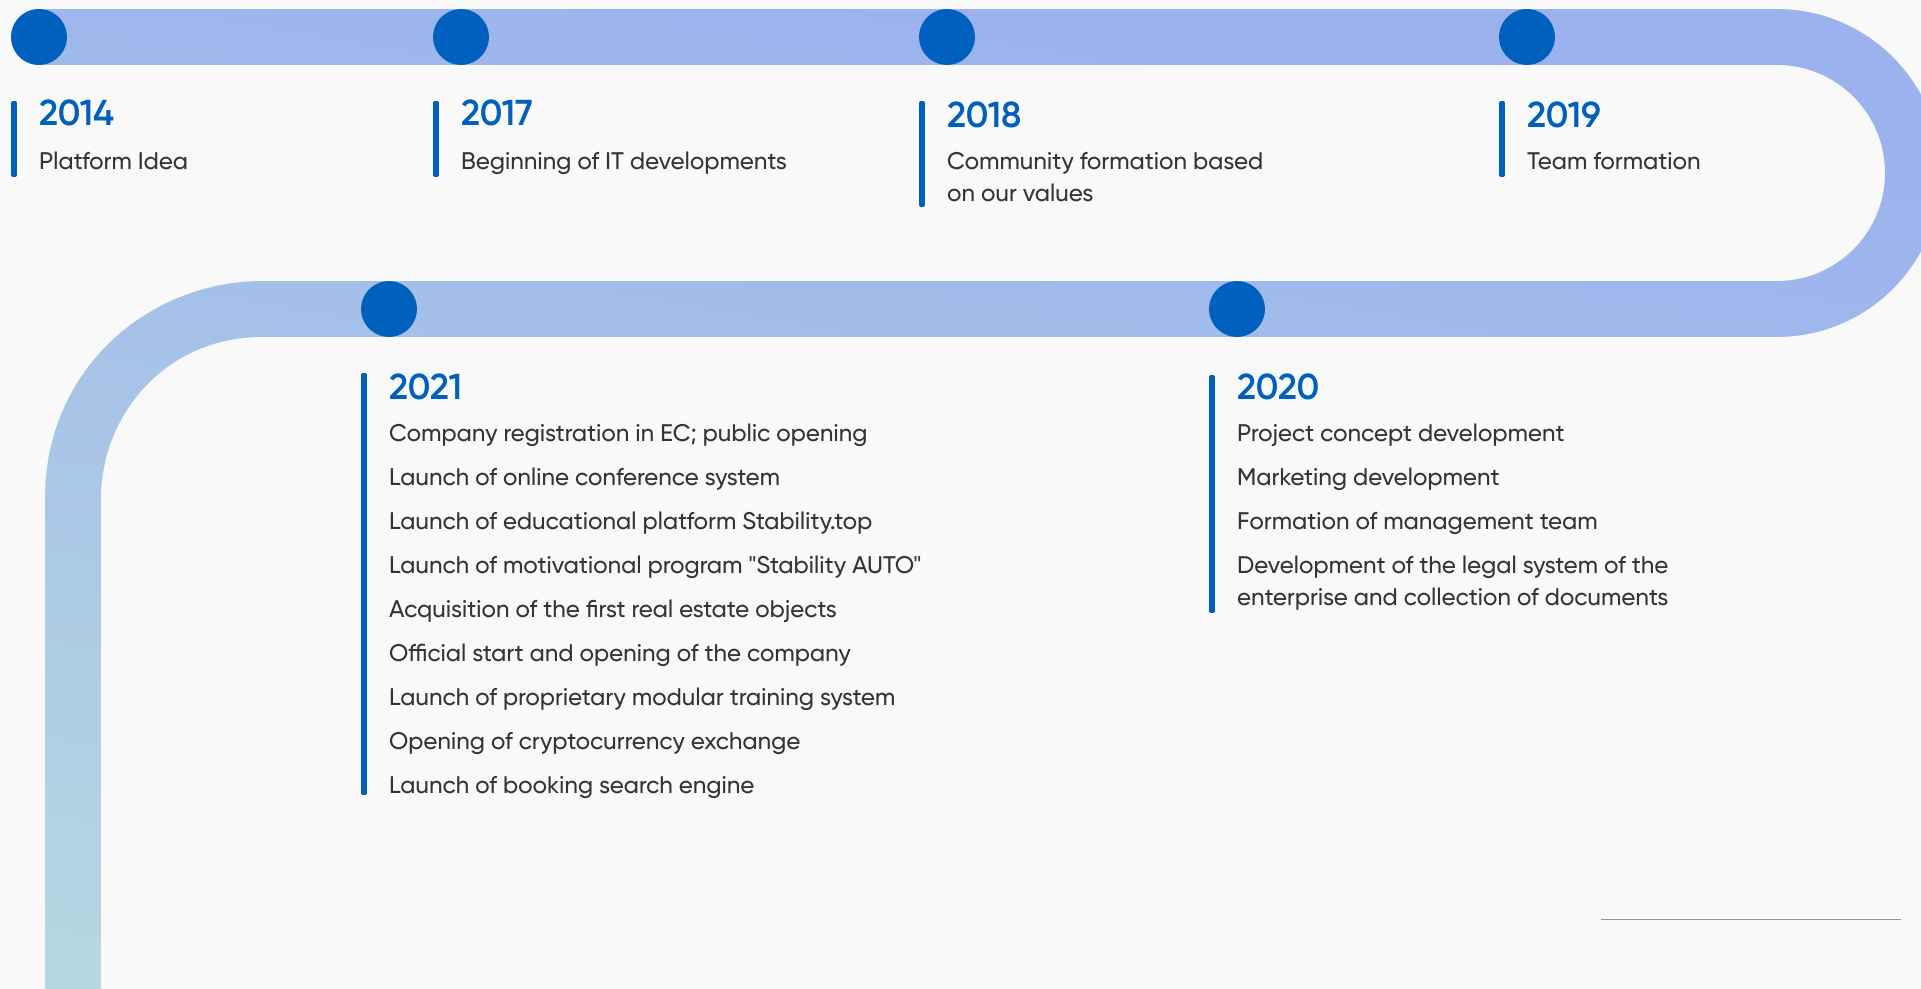 2014
Platform Idea
2017
Beginning of IT developments
2018
Community formation based
on our values
2019
Team formation
2020
Project concept development
Marketing development
Formation of management team
Development of the legal system of the
enterprise and collection of documents
2021
Company registration in EC; public opening
Launch of online conference system
Launch of educational platform Stability.top
Launch of motivational program "Stability AUTO"
Acquisition of the first real estate objects
Official start and opening of the company
Launch of proprietary modular training system
Opening of cryptocurrency exchange
Launch of booking search engine